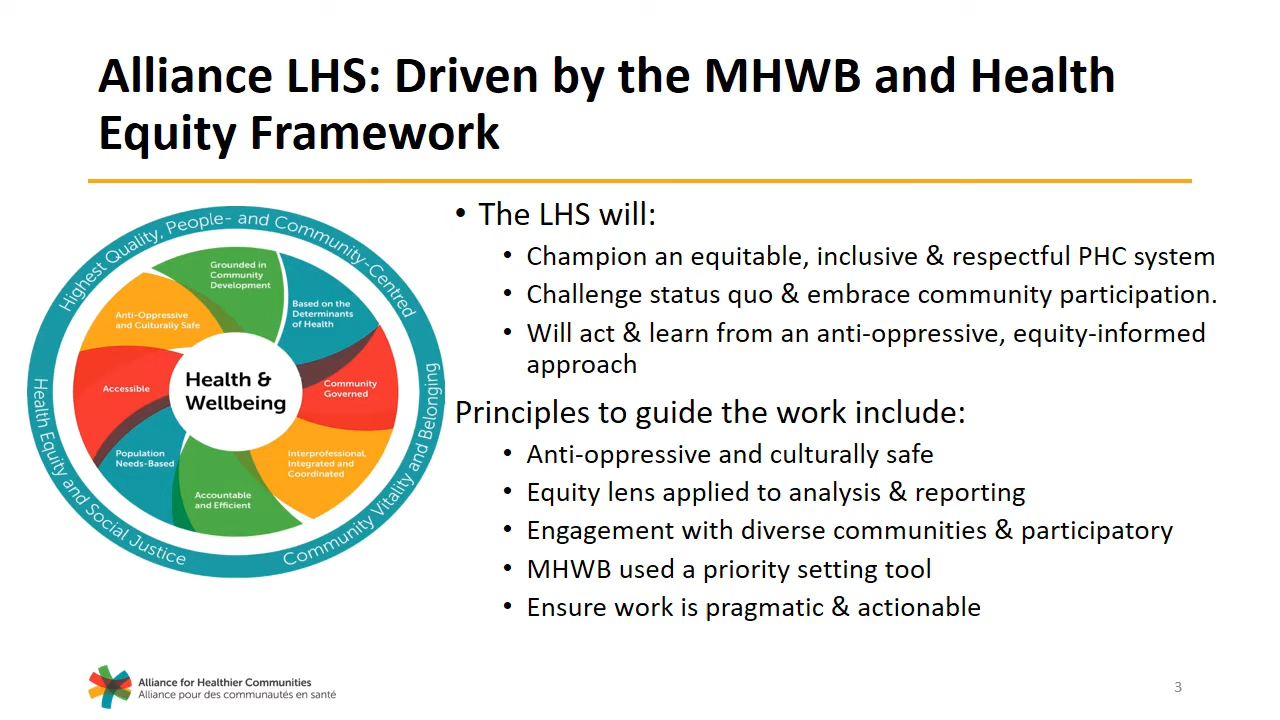 Alliance LHS: Driven by the MHWB and Health
Equity Framework
Highest Quality, People- and Community-Centred
Health Equity and Social Justice
Community Vitality and Belonging
Grounded in
Community
Development
Based on the
Determinants
of Health
Community
Governed
Interprofessional,
Integrated and
Coordinated
Accountable
and Efficient
Population
Needs-Based
Accessible
Anti-Oppressive
and Culturally Safe
Health &
Wellbeing
• The LHS will:
• Champion an equitable, inclusive & respectful PHC system
• Challenge status quo & embrace community participation.
• Will act & learn from an anti-oppressive, equity-informed
approach
Principles to guide the work include:
• Anti-oppressive and culturally safe
• Equity lens applied to analysis & reporting
• Engagement with diverse communities & participatory
• MHWB used a priority setting tool
• Ensure work is pragmatic & actionable
Alliance for Healthier Communities
Alliance pour des communautés en santé
3